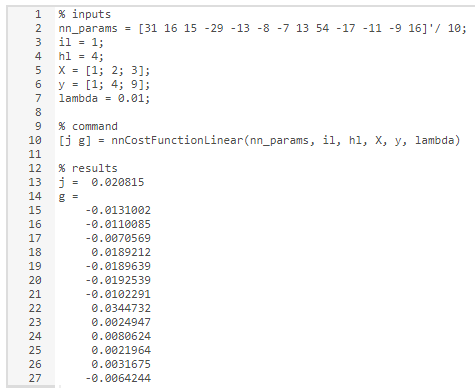 1 % inputs
2 nn_params = [31 16 15 -29 -13 -8 -7 13 54 -17 -11 -9 16]'/ 10;
3 il = 1;
4 hl = 4;
5 X = [1; 2; 3];
6 y = [1; 4; 9];
7 lambda = 0.01;
8
9 % command
10 [j g] = nnCostFunctionLinear(nn_params, il, hl, X, y, lambda)
11
12 % results
13 j =  0.020815
14 g =
15 -0.0131002
16 -0.0110085
17 -0.0070569
18 0.0189212
19 -0.0189639
20 -0.0192539
21 -0.0102291
22 0.0344732
23 0.0024947
24 0.0080624
25 0.0021964
26 0.0031675
27 -0.0064244